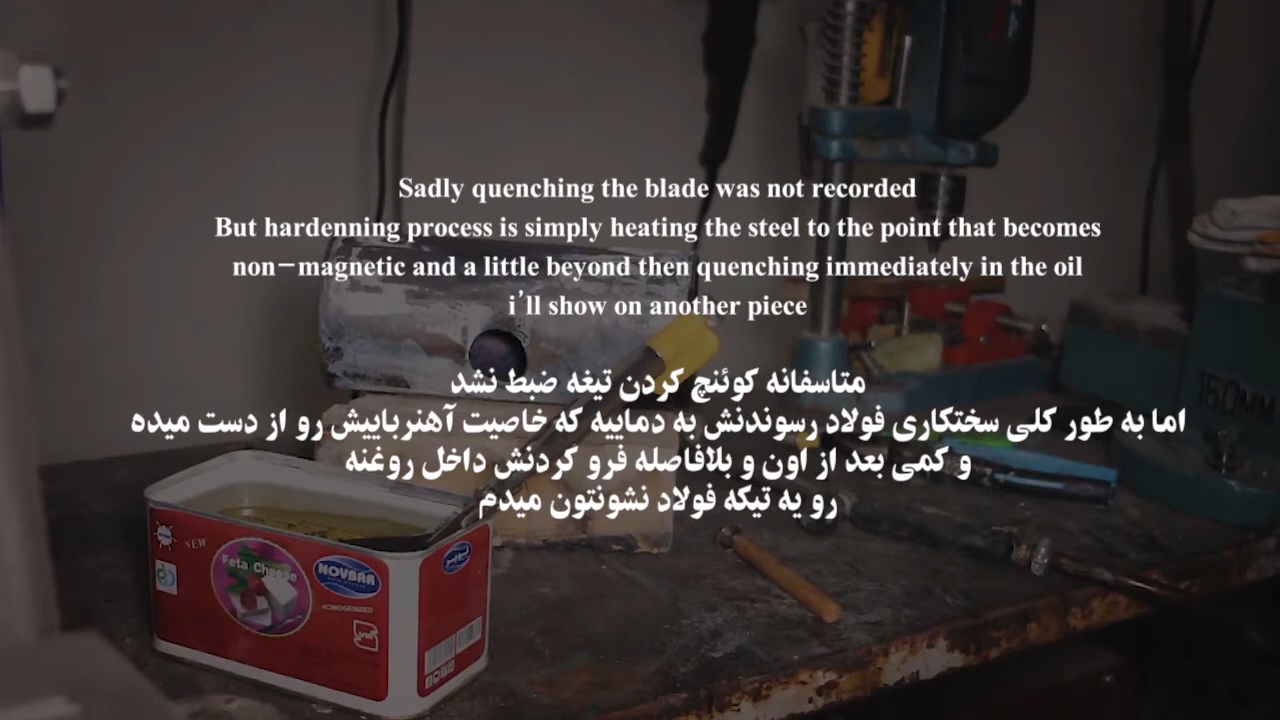 Sadly quenching the blade was not recorded
But hardenning process is simply heating the steel to the point that becomes
non-magnetic and a little beyond then quenching immediately in the oil
i'll show on another piece
متاسفانه کوئنچ کردن تیغه ضبط نشد
اما به طور کلی سختکاری فولاد رسوندنش به دماییه که خاصیت آهنرباییش رو از دست میده
و کمی بعد از اون و بلافاصله فرو کردنش داخل روغنه
رو یه تیکه فولاد نشونتون میدم
150MM
NEW
Feta Cheese
NOVBAR
HOMOGENIZED